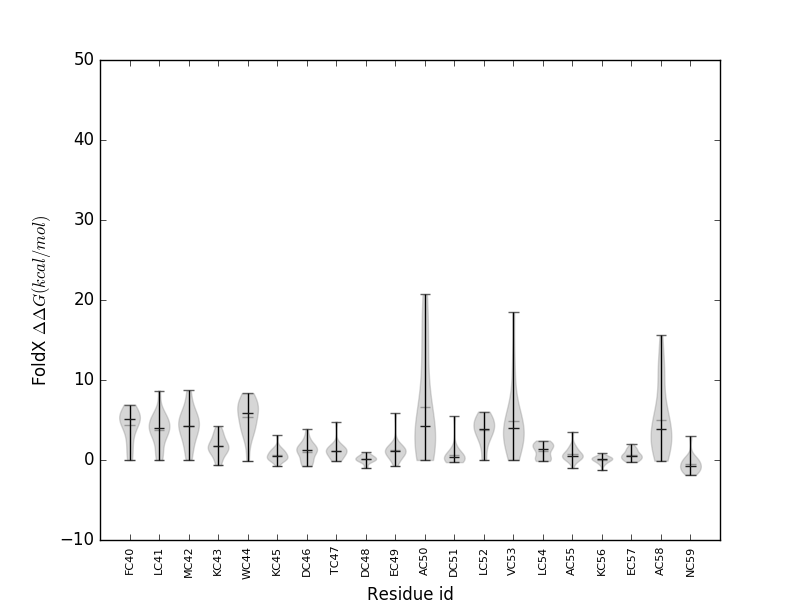 50
40
30
20
10
0
−10
FoldX ΔΔG(kcal/mol)
FC40 LC41 MC42 KC43 WC44 KC45 DC46 TC47 DC48 EC49 AC50 DC51 LC52 VC53 LC54 AC55 KC56 EC57 AC58 NC59
Residue id